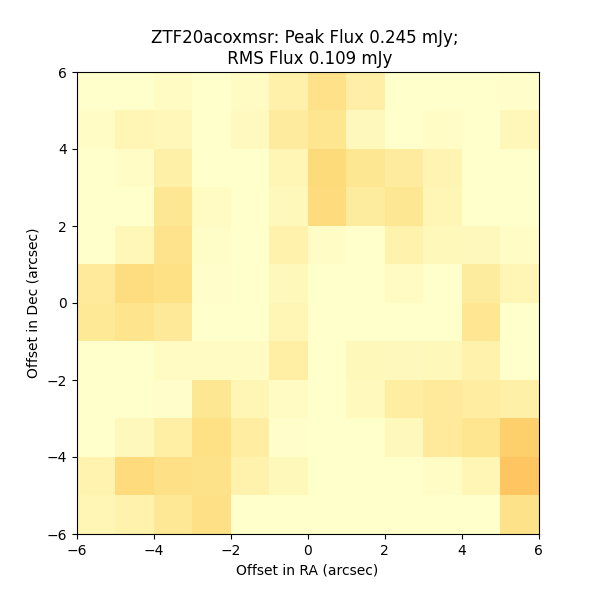 ZTF20acoxmsr: Peak Flux 0.245 mJy;
RMS Flux 0.109 mJy
6
4
2
0
−2
−4
−6
Offset in Dec (arcsec)
−6 −4 −2 0 2 4 6
Offset in RA (arcsec)